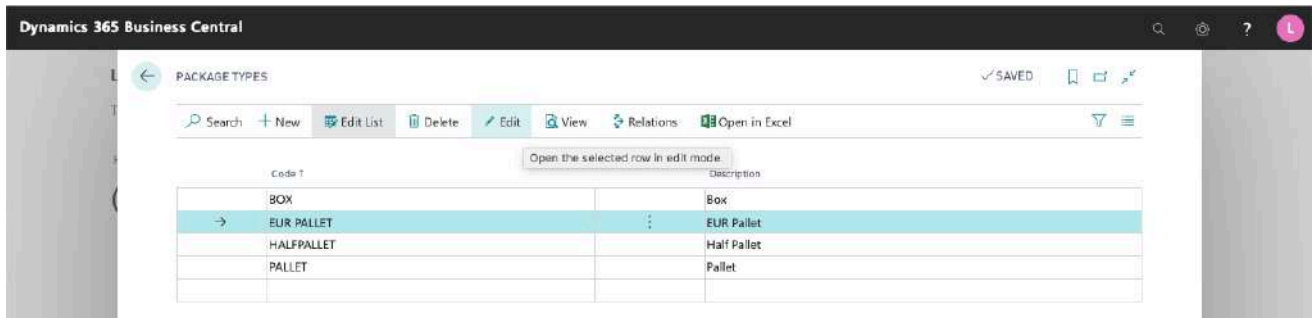 Dynamics 365 Business Central
?
L
PACKAGE TYPES
SAVED
Search New Edit List Delete Edit View Relations Open in Excel
Open the selected row in edit mode.
Code ↑ Description
BOX Box
EUR PALLET EUR Pallet
HALFPALLET Half Pallet
PALLET Pallet